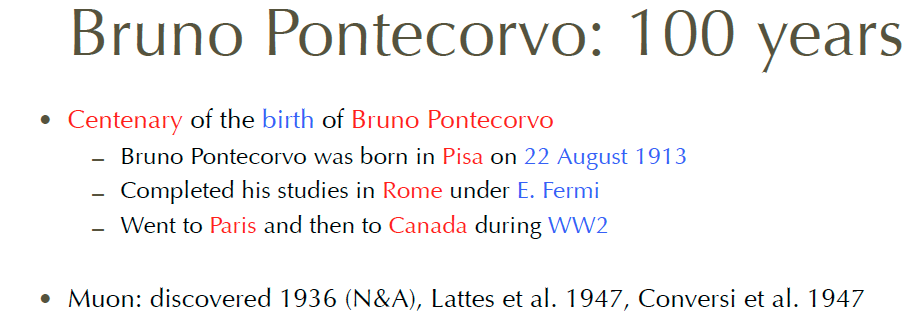 Bruno Pontecorvo: 100 years
• Centenary of the birth of Bruno Pontecorvo
– Bruno Pontecorvo was born in Pisa on 22 August 1913
– Completed his studies in Rome under E. Fermi
– Went to Paris and then to Canada during WW2
• Muon: discovered 1936 (N&A), Lattes et al. 1947, Conversi et al. 1947